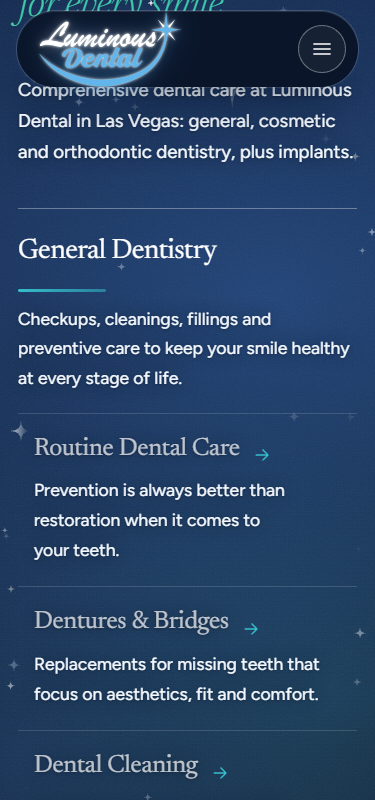 for every smile
Luminous
Dental
Comprehensive dental care at Luminous
Dental in Las Vegas: general, cosmetic
and orthodontic dentistry, plus implants.
General Dentistry
Checkups, cleanings, fillings and
preventive care to keep your smile healthy
at every stage of life.
Routine Dental Care →
Prevention is always better than
restoration when it comes to
your teeth.
Dentures & Bridges →
Replacements for missing teeth that
focus on aesthetics, fit and comfort.
Dental Cleaning →